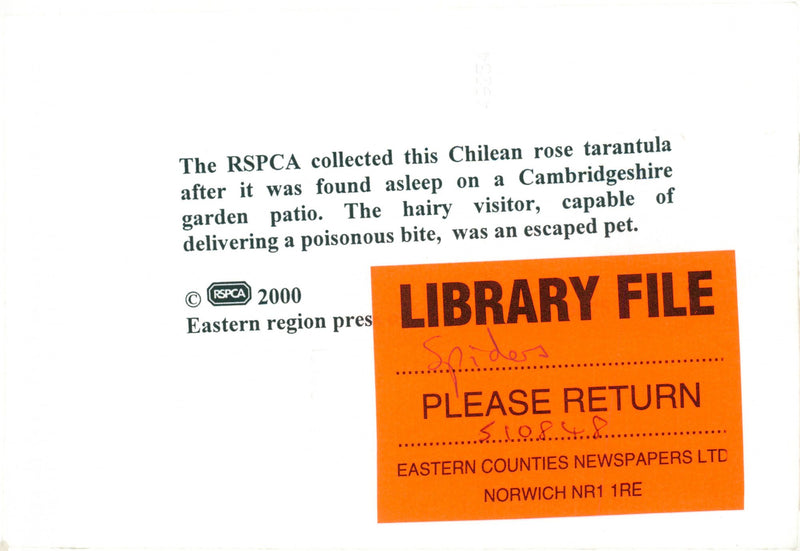 The RSPCA collected this Chilean rose tarantula
after it was found asleep on a Cambridgeshire
garden patio. The hairy visitor, capable of
delivering a poisonous bite, was an escaped pet.
© RSPCA 2000
Eastern region pres
LIBRARY FILE
Spiders
PLEASE RETURN
510848
EASTERN COUNTIES NEWSPAPERS LTD
NORWICH NR1 1RE